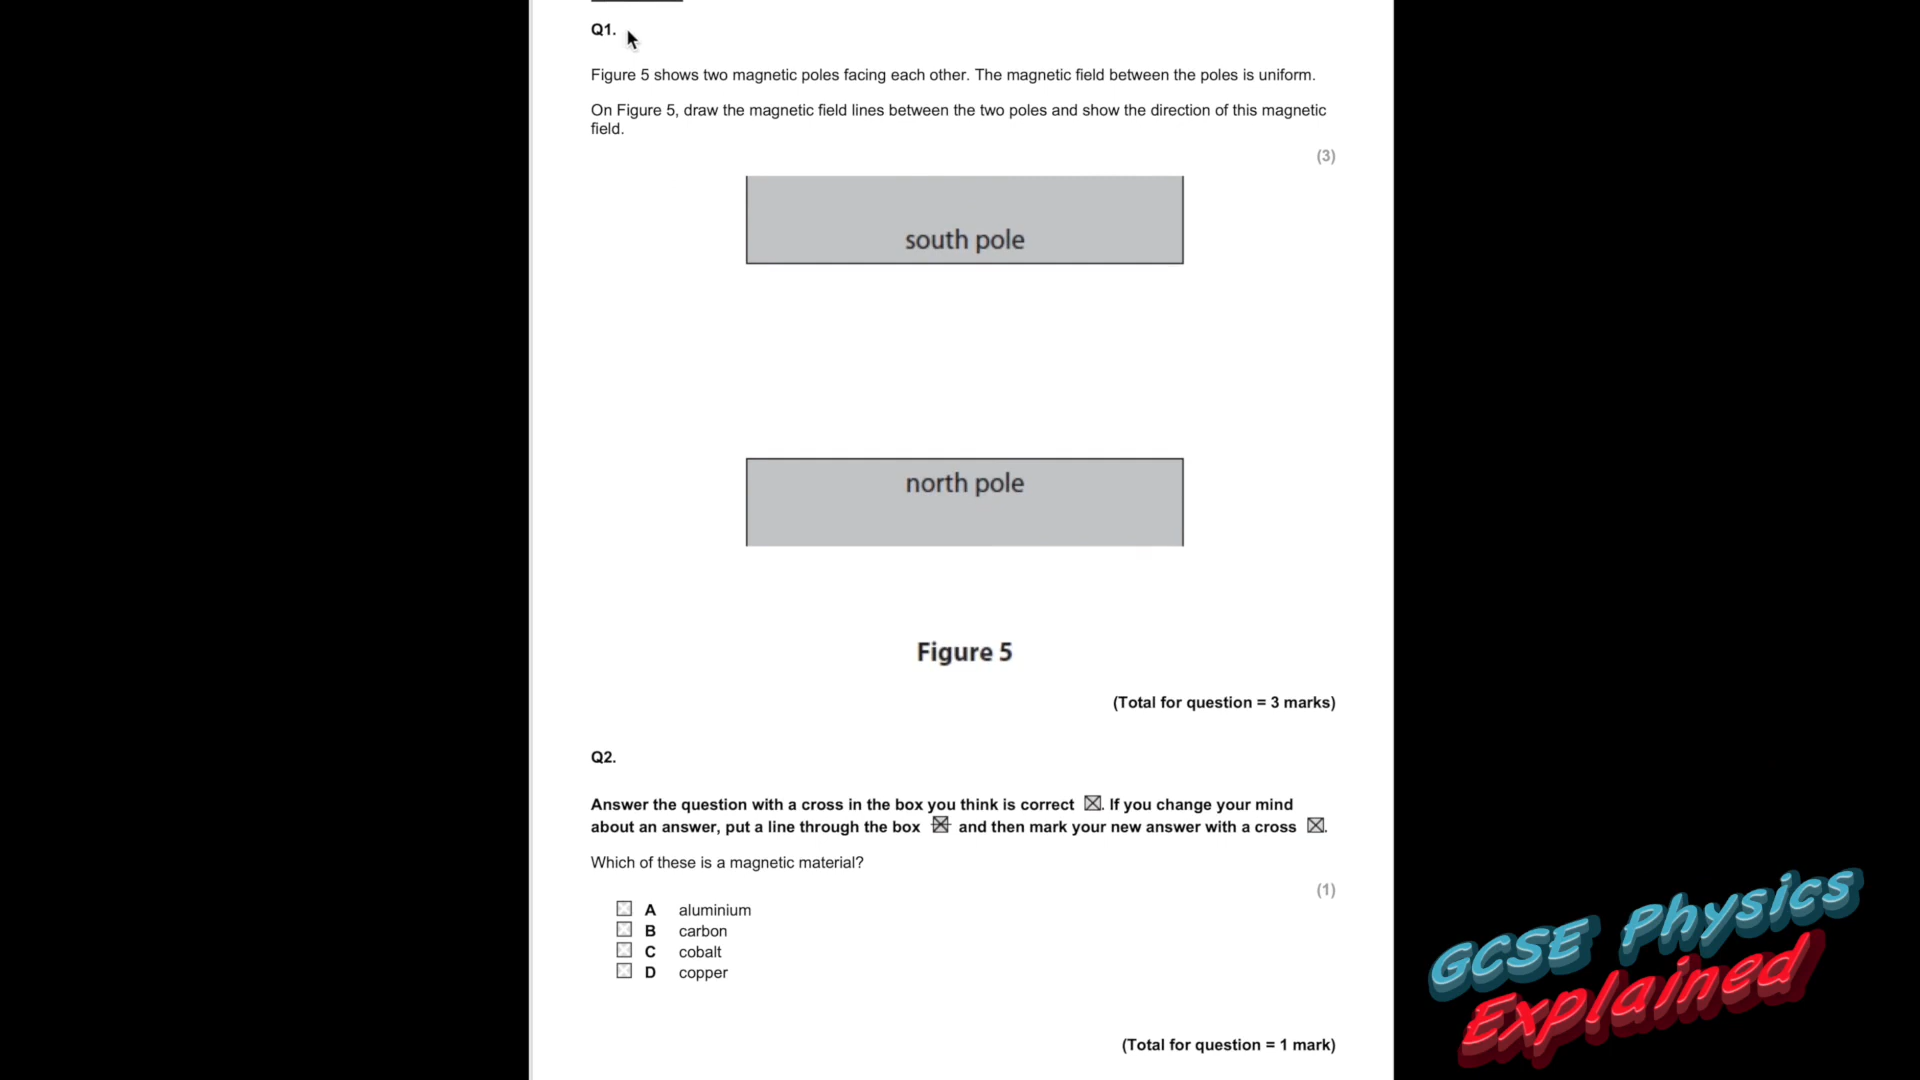 Q1.
Figure 5 shows two magnetic poles facing each other. The magnetic field between the poles is uniform.
On Figure 5, draw the magnetic field lines between the two poles and show the direction of this magnetic
field.
(3)
south pole
north pole
Figure 5
(Total for question = 3 marks)
Q2.
Answer the question with a cross in the box you think is correct ☒. If you change your mind
about an answer, put a line through the box ☒ and then mark your new answer with a cross ☒.
Which of these is a magnetic material?
(1)
A aluminium
B carbon
C cobalt
D copper
(Total for question = 1 mark)
GCSE Physics
Explained